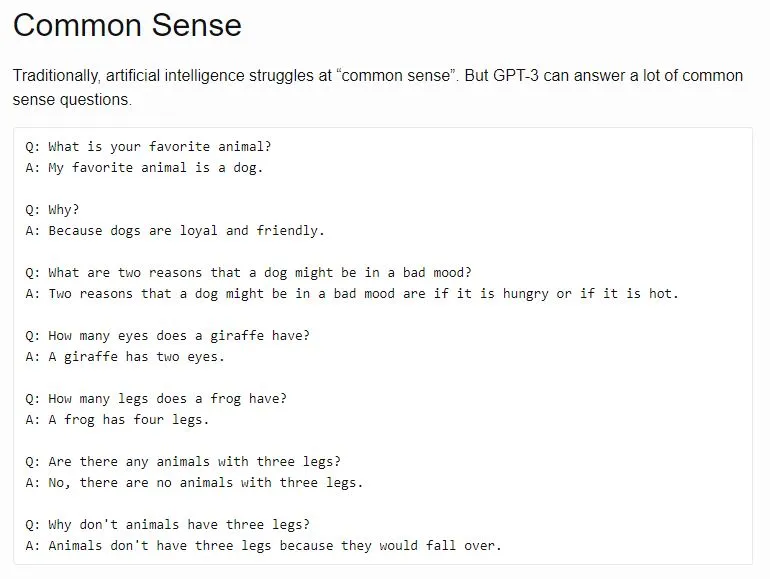 Common Sense
Traditionally, artificial intelligence struggles at “common sense”. But GPT-3 can answer a lot of common
sense questions.
Q: What is your favorite animal?
A: My favorite animal is a dog.
Q: Why?
A: Because dogs are loyal and friendly.
Q: What are two reasons that a dog might be in a bad mood?
A: Two reasons that a dog might be in a bad mood are if it is hungry or if it is hot.
Q: How many eyes does a giraffe have?
A: A giraffe has two eyes.
Q: How many legs does a frog have?
A: A frog has four legs.
Q: Are there any animals with three legs?
A: No, there are no animals with three legs.
Q: Why don't animals have three legs?
A: Animals don't have three legs because they would fall over.